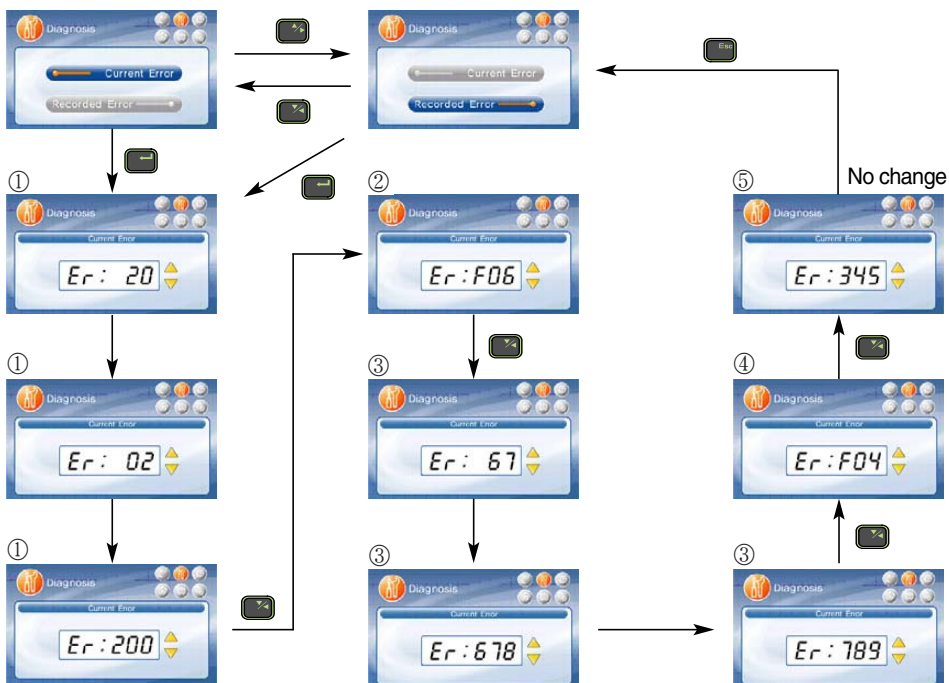 Diagnosis
Current Error
Recorded Error
Diagnosis
Current Error
Recorded Error
Esc
①
Diagnosis
Current Error
Er: 20
②
Diagnosis
Current Error
Er:F06
⑤
No change
Diagnosis
Current Error
Er:345
①
Diagnosis
Current Error
Er: 02
③
Diagnosis
Current Error
Er: 67
④
Diagnosis
Current Error
Er:F04
①
Diagnosis
Current Error
Er:200
③
Diagnosis
Current Error
Er:678
③
Diagnosis
Current Error
Er:789